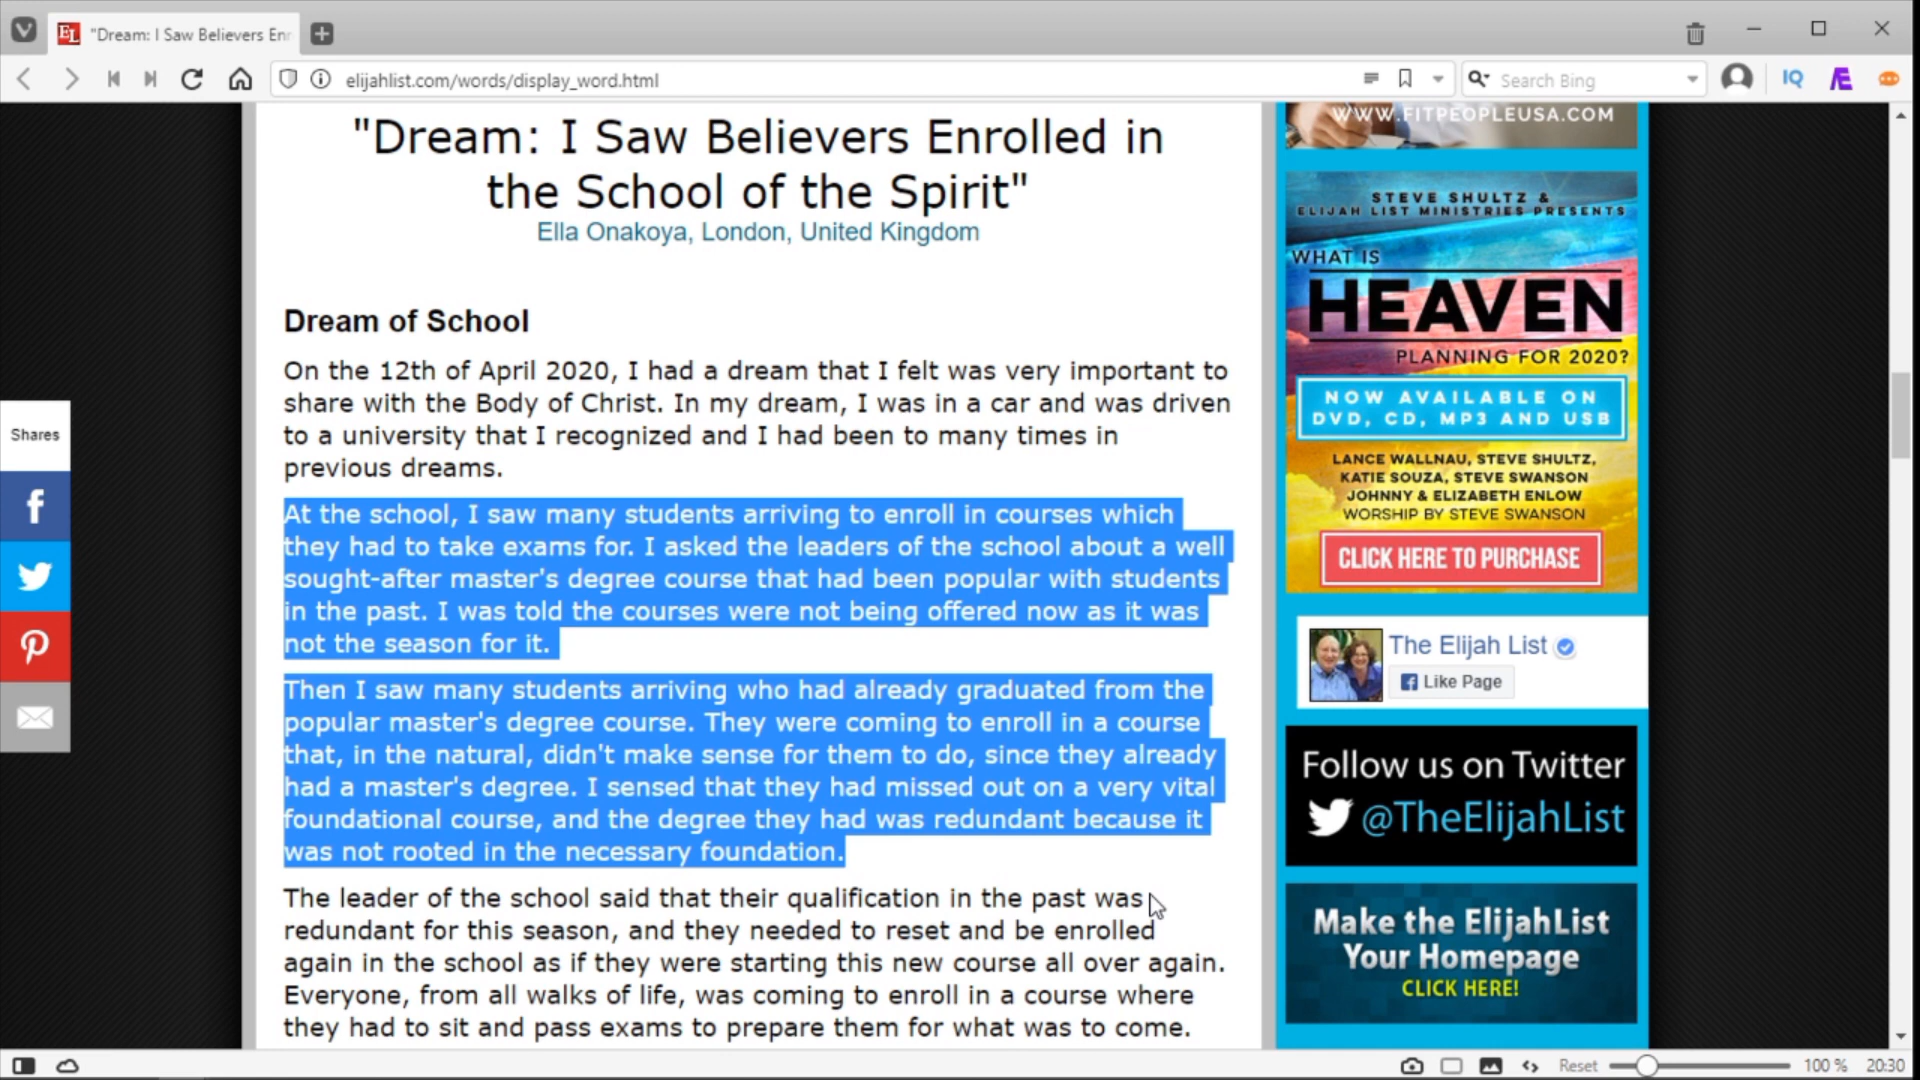 "Dream: I Saw Believers Enr
elijahlist.com/words/display_word.html
Search Bing
IQ
"Dream: I Saw Believers Enrolled in
the School of the Spirit"
Ella Onakoya, London, United Kingdom
Dream of School
On the 12th of April 2020, I had a dream that I felt was very important to
share with the Body of Christ. In my dream, I was in a car and was driven
to a university that I recognized and I had been to many times in
previous dreams.
At the school, I saw many students arriving to enroll in courses which
they had to take exams for. I asked the leaders of the school about a well
sought-after master's degree course that had been popular with students
in the past. I was told the courses were not being offered now as it was
not the season for it.
Then I saw many students arriving who had already graduated from the
popular master's degree course. They were coming to enroll in a course
that, in the natural, didn't make sense for them to do, since they already
had a master's degree. I sensed that they had missed out on a very vital
foundational course, and the degree they had was redundant because it
was not rooted in the necessary foundation.
The leader of the school said that their qualification in the past was
redundant for this season, and they needed to reset and be enrolled
again in the school as if they were starting this new course all over again.
Everyone, from all walks of life, was coming to enroll in a course where
they had to sit and pass exams to prepare them for what was to come.
Shares
WWW.FITPEOPLEUSA.COM
STEVE SHULTZ &
ELIJAH LIST MINISTRIES PRESENTS
WHAT IS
HEAVEN
PLANNING FOR 2020?
NOW AVAILABLE ON
DVD, CD, MP3 AND USB
LANCE WALLNAU, STEVE SHULTZ,
KATIE SOUZA, STEVE SWANSON
JOHNNY & ELIZABETH ENLOW
WORSHIP BY STEVE SWANSON
CLICK HERE TO PURCHASE
The Elijah List
Like Page
Follow us on Twitter
@TheElijahList
Make the ElijahList
Your Homepage
CLICK HERE!
Reset
100 %
20:30